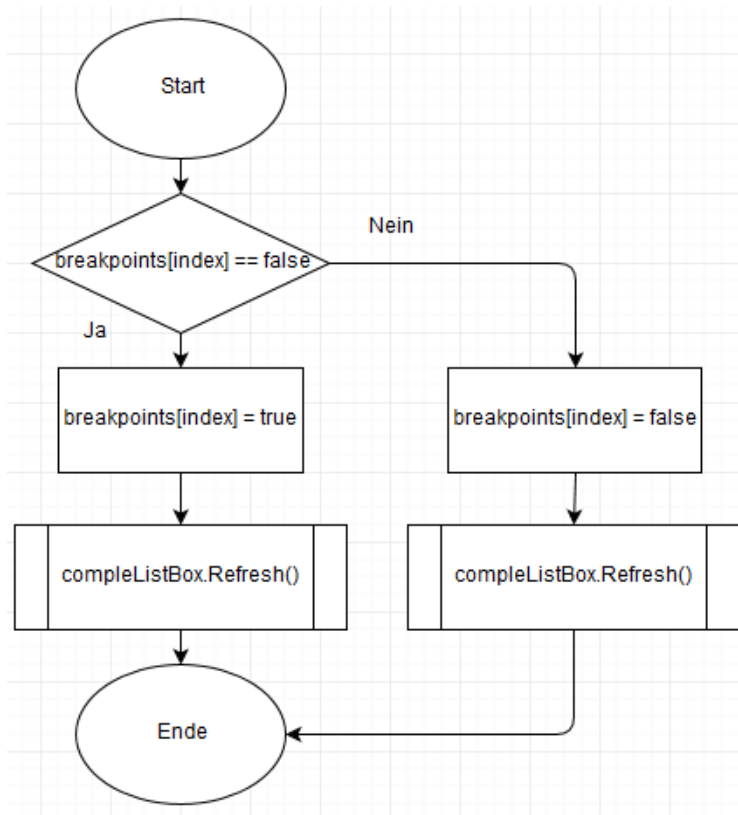 Start
breakpoints[index] == false
Nein
Ja
breakpoints[index] = true
breakpoints[index] = false
compleListBox.Refresh()
compleListBox.Refresh()
Ende